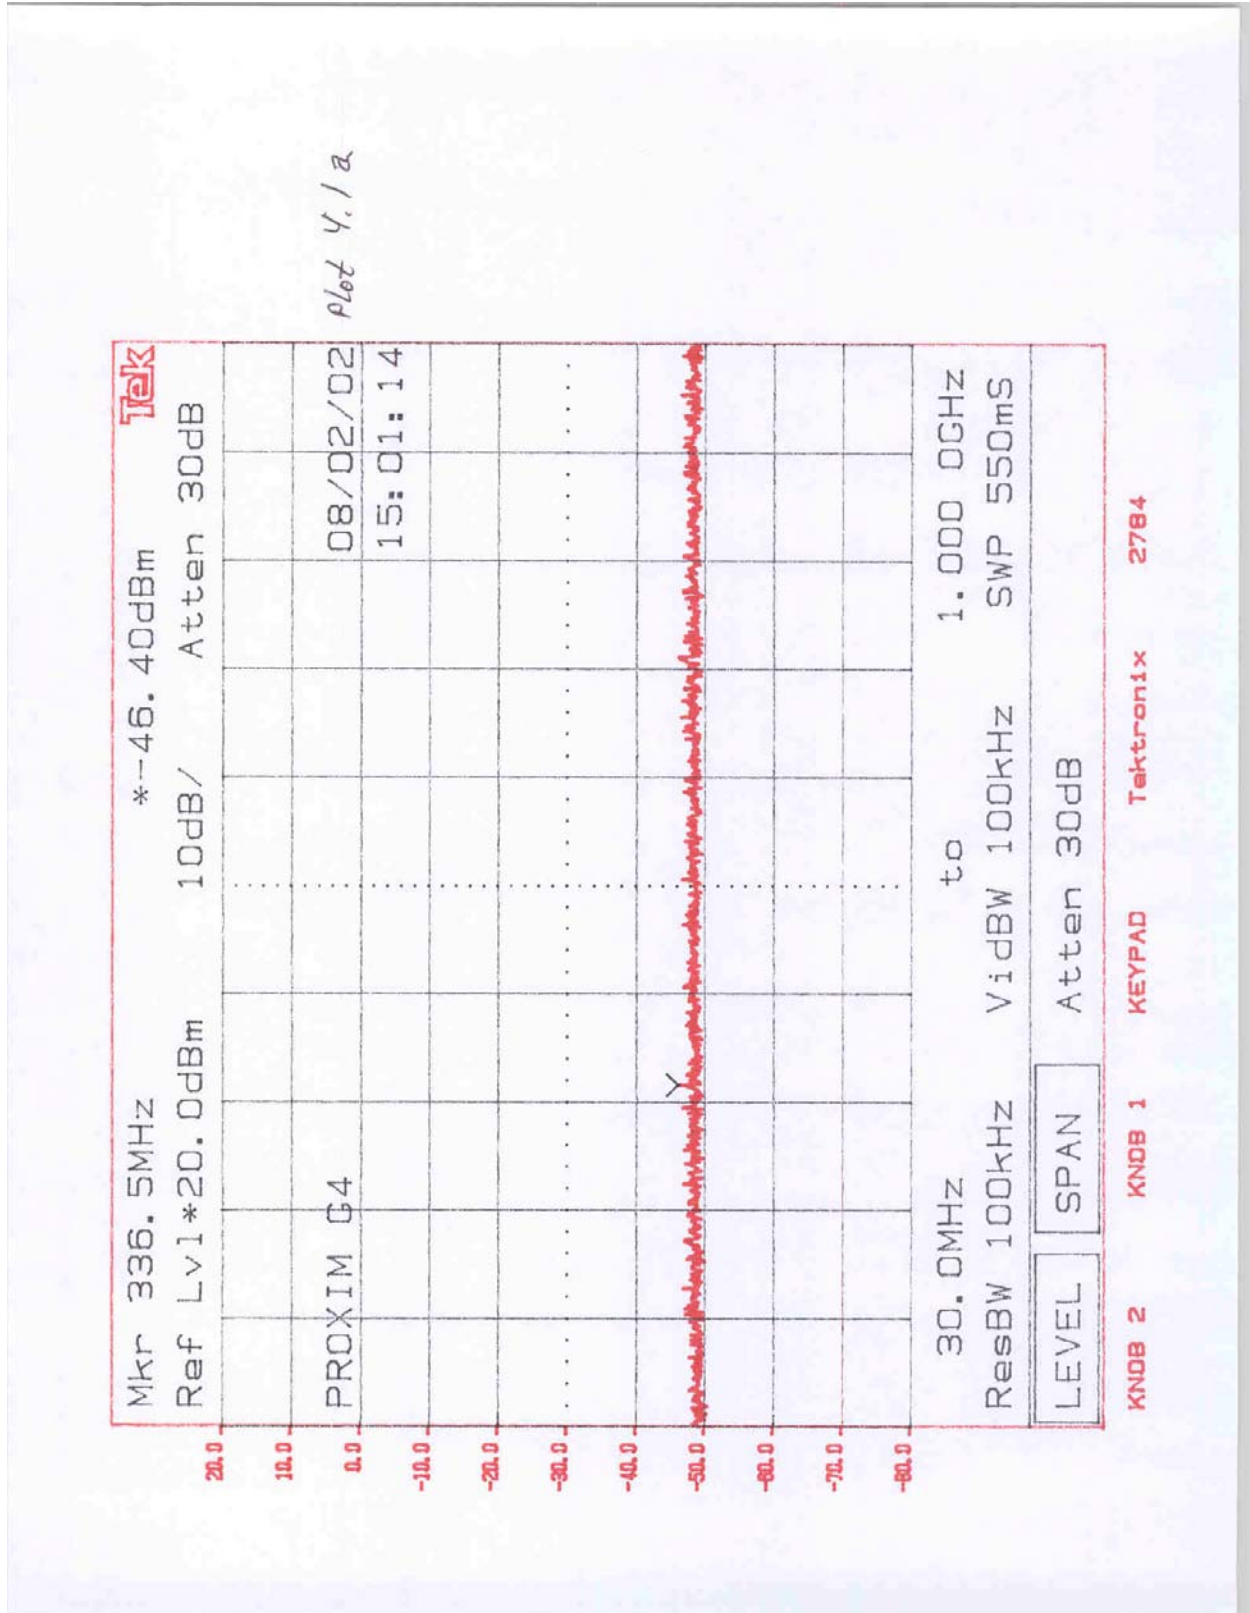 Mkr 336.5MHz *-46.40dBm Tek
Ref Lvl*20.0dBm 10dB/ Atten 30dB
20.0
10.0
PROXIM G4 08/02/02 Plot 4.1a
0.0
15:01:14
-10.0
-20.0
-30.0
-40.0
-50.0
-60.0
-70.0
-80.0
30.0MHz to 1.000 0GHz
ResBW 100kHz VidBW 100kHz SWP 550mS
LEVEL SPAN Atten 30dB
KNOB 2 KNOB 1 KEYPAD Tektronix 2784